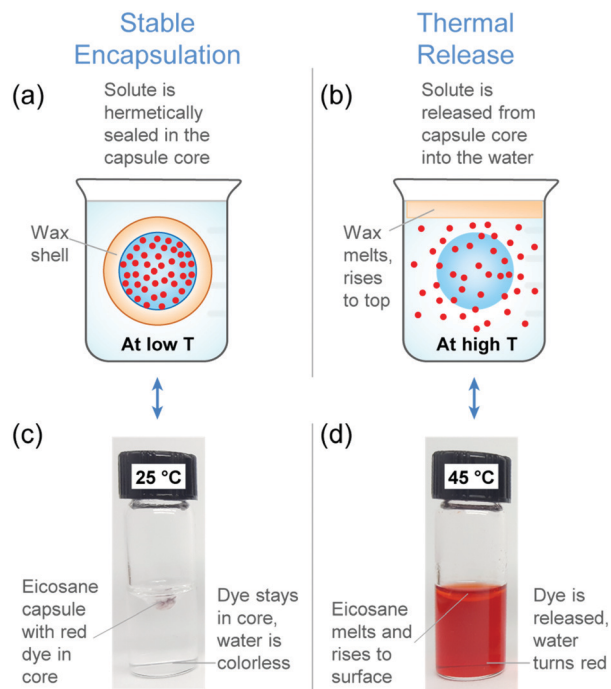 Stable
Encapsulation
Thermal
Release
(a)
Solute is
hermetically
sealed in the
capsule core
Wax
shell
At low T
(b)
Solute is
released from
capsule core
into the water
Wax
melts,
rises
to top
At high T
(c)
25 °C
Eicosane
capsule
with red
dye in
core
Dye stays
in core,
water is
colorless
(d)
45 °C
Eicosane
melts and
rises to
surface
Dye is
released,
water
turns red